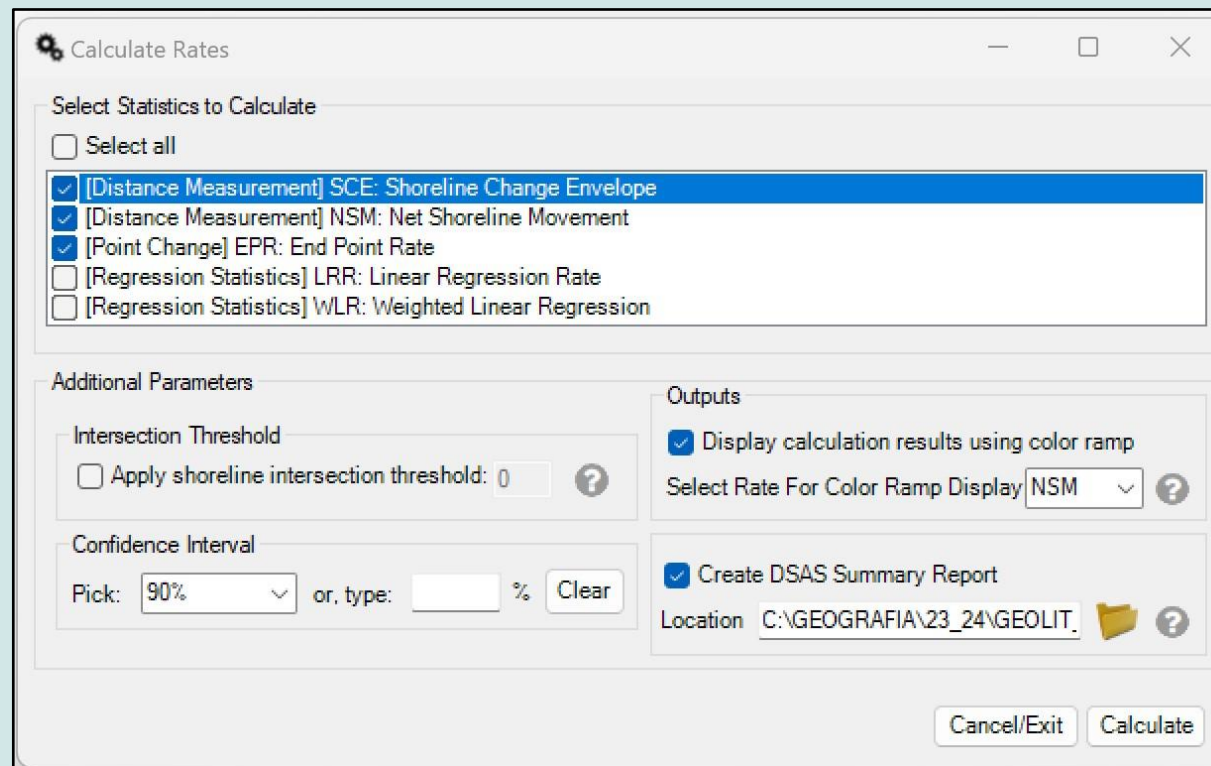 Calculate Rates
Select Statistics to Calculate
Select all
[Distance Measurement] SCE: Shoreline Change Envelope
[Distance Measurement] NSM: Net Shoreline Movement
[Point Change] EPR: End Point Rate
[Regression Statistics] LRR: Linear Regression Rate
[Regression Statistics] WLR: Weighted Linear Regression
Additional Parameters
Intersection Threshold
Apply shoreline intersection threshold: 0 ?
Confidence Interval
Pick: 90% or, type: % Clear
Outputs
Display calculation results using color ramp
Select Rate For Color Ramp Display NSM ?
Create DSAS Summary Report
Location C:\GEOGRAFIA\23_24\GEOLIT_ ?
Cancel/Exit Calculate